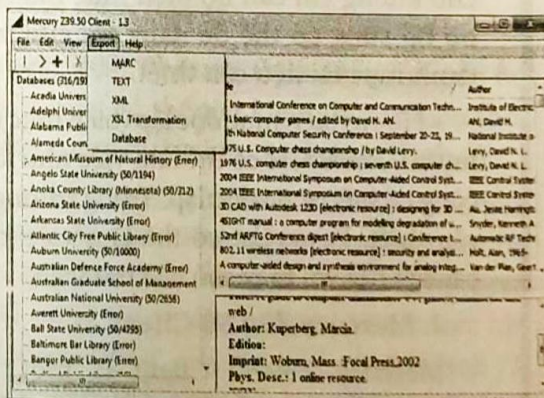 Mercury Z39.50 Client - 1.3
File Edit View Export Help
MARC
TEXT
XML
XSL Transformation
Database
Databases (316/191
Acadia Univers
Adelphi Univer
Alabama Publi
Alameda Coun
American Museum of Natural History (Error)
Angelo State University (50/1194)
Anoka County Library (Minnesota) (50/212)
Arizona State University (Error)
Arkansas State University (Error)
Atlantic City Free Public Library (Error)
Auburn University (50/10000)
Australian Defence Force Academy (Error)
Australian Graduate School of Management
Australian National University (50/2656)
Averett University (Error)
Ball State University (50/4295)
Baltimore Bar Library (Error)
Bangor Public Library (Error)
Author
International Conference on Computer and Communication Techn... Institute of Electric
basic computer games / edited by David H. Ahl. Ahl, David H.
th National Computer Security Conference : September 20-22, 19... National Institute o
975 U.S. Computer chess championship / by David Levy. Levy, David N. L.
1976 U.S. computer chess championship : seventh U.S. computer ch... Levy, David N. L.
2004 IEEE International Symposium on Computer-Aided Control Syst... IEEE Control System
2004 IEEE International Symposium on Computer-Aided Control Syst... IEEE Control System
3D CAD with Autodesk 123D [electronic resource] : designing for 3D ... Au, Jesse Harringt
4SIGHT manual : a computer program for modelling degradation of u... Snyder, Kenneth A
52nd ARFTG Conference digest [electronic resource] : Conference t... Automatic RF Techn
802.11 wireless networks [electronic resource] : security and analysi... Holt, Alan, 1965-
A computer-aided design and synthesis environment for analog integ... Van der Plas, Geert
web /
Author: Kuperberg, Marcia.
Edition:
Imprint: Woburn, Mass. :Focal Press,2002
Phys. Desc.: 1 online resource.